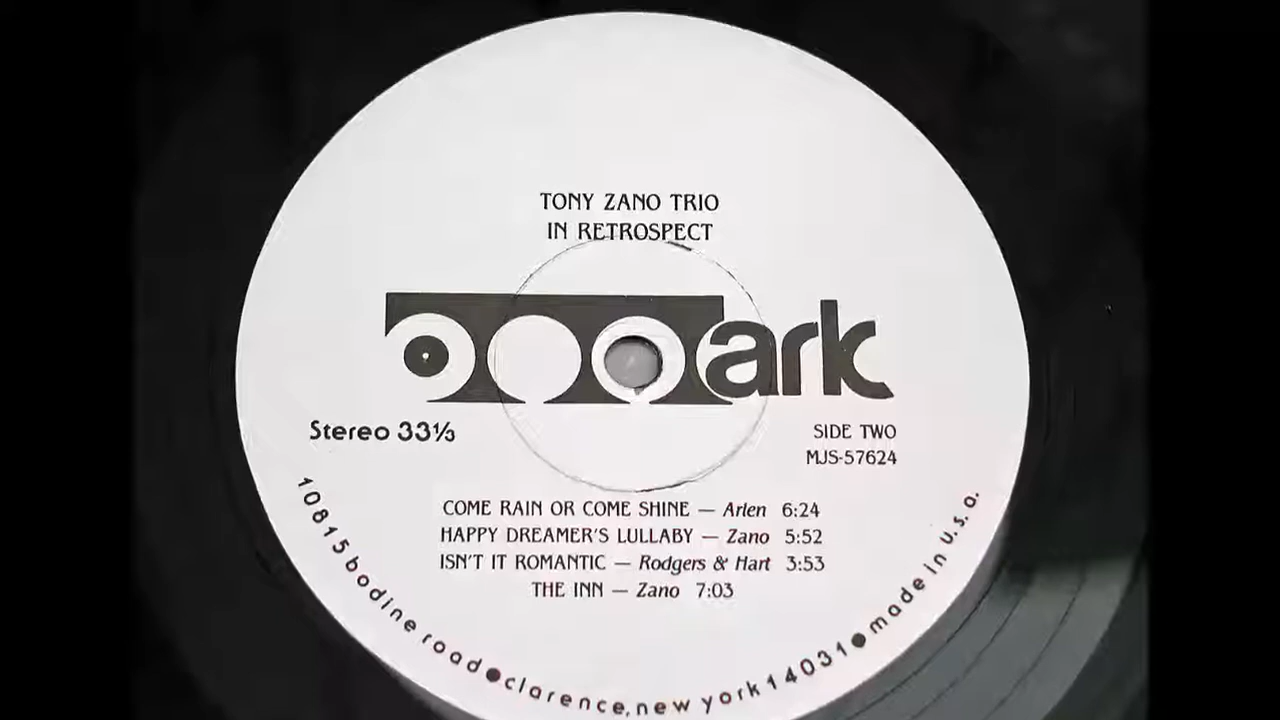 TONY ZANO TRIO
IN RETROSPECT
Mark
Stereo 33⅓
SIDE TWO
MJS-57624
COME RAIN OR COME SHINE — Arlen 6:24
HAPPY DREAMER'S LULLABY — Zano 5:52
ISN'T IT ROMANTIC — Rodgers & Hart 3:53
THE INN — Zano 7:03
10815 bodine road ● clarence, new york 14031 ● made in u.s.a.